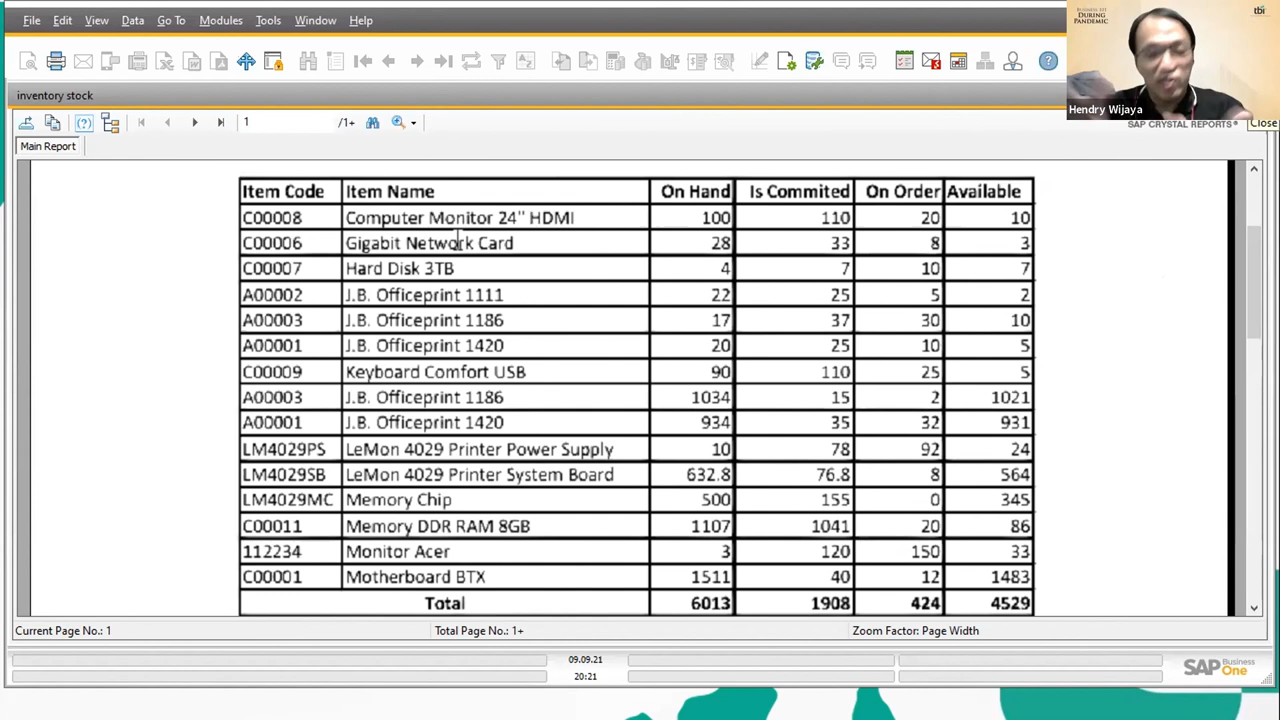 BUSINESS 101
DURING
PANDEMIC
tbi
File Edit View Data Go To Modules Tools Window Help
Hendry Wijaya
Close
inventory stock
1 /1+
SAP CRYSTAL REPORTS®
Main Report
Item Code Item Name On Hand Is Commited On Order Available
C00008 Computer Monitor 24" HDMI 100 110 20 10
C00006 Gigabit Network Card 28 33 8 3
C00007 Hard Disk 3TB 4 7 10 7
A00002 J.B. Officeprint 1111 22 25 5 2
A00003 J.B. Officeprint 1186 17 37 30 10
A00001 J.B. Officeprint 1420 20 25 10 5
C00009 Keyboard Comfort USB 90 110 25 5
A00003 J.B. Officeprint 1186 1034 15 2 1021
A00001 J.B. Officeprint 1420 934 35 32 931
LM4029PS LeMon 4029 Printer Power Supply 10 78 92 24
LM4029SB LeMon 4029 Printer System Board 632.8 76.8 8 564
LM4029MC Memory Chip 500 155 0 345
C00011 Memory DDR RAM 8GB 1107 1041 20 86
112234 Monitor Acer 3 120 150 33
C00001 Motherboard BTX 1511 40 12 1483
Total 6013 1908 424 4529
Current Page No.: 1 Total Page No.: 1+ Zoom Factor: Page Width
09.09.21
20:21
SAP Business One